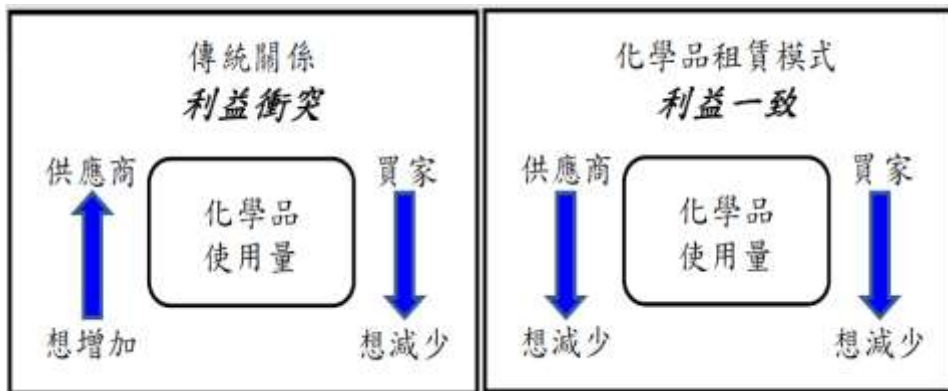 傳統關係
利益衝突
供應商
買家
化學品
使用量
想增加
想減少
化學品租賃模式
利益一致
供應商
買家
化學品
使用量
想減少
想減少